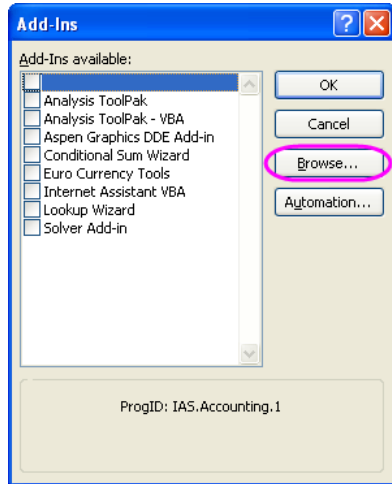 Add-Ins
Add-Ins available:
Analysis ToolPak
Analysis ToolPak - VBA
Aspen Graphics DDE Add-in
Conditional Sum Wizard
Euro Currency Tools
Internet Assistant VBA
Lookup Wizard
Solver Add-in
OK
Cancel
Browse...
Automation...
ProgID: IAS.Accounting.1